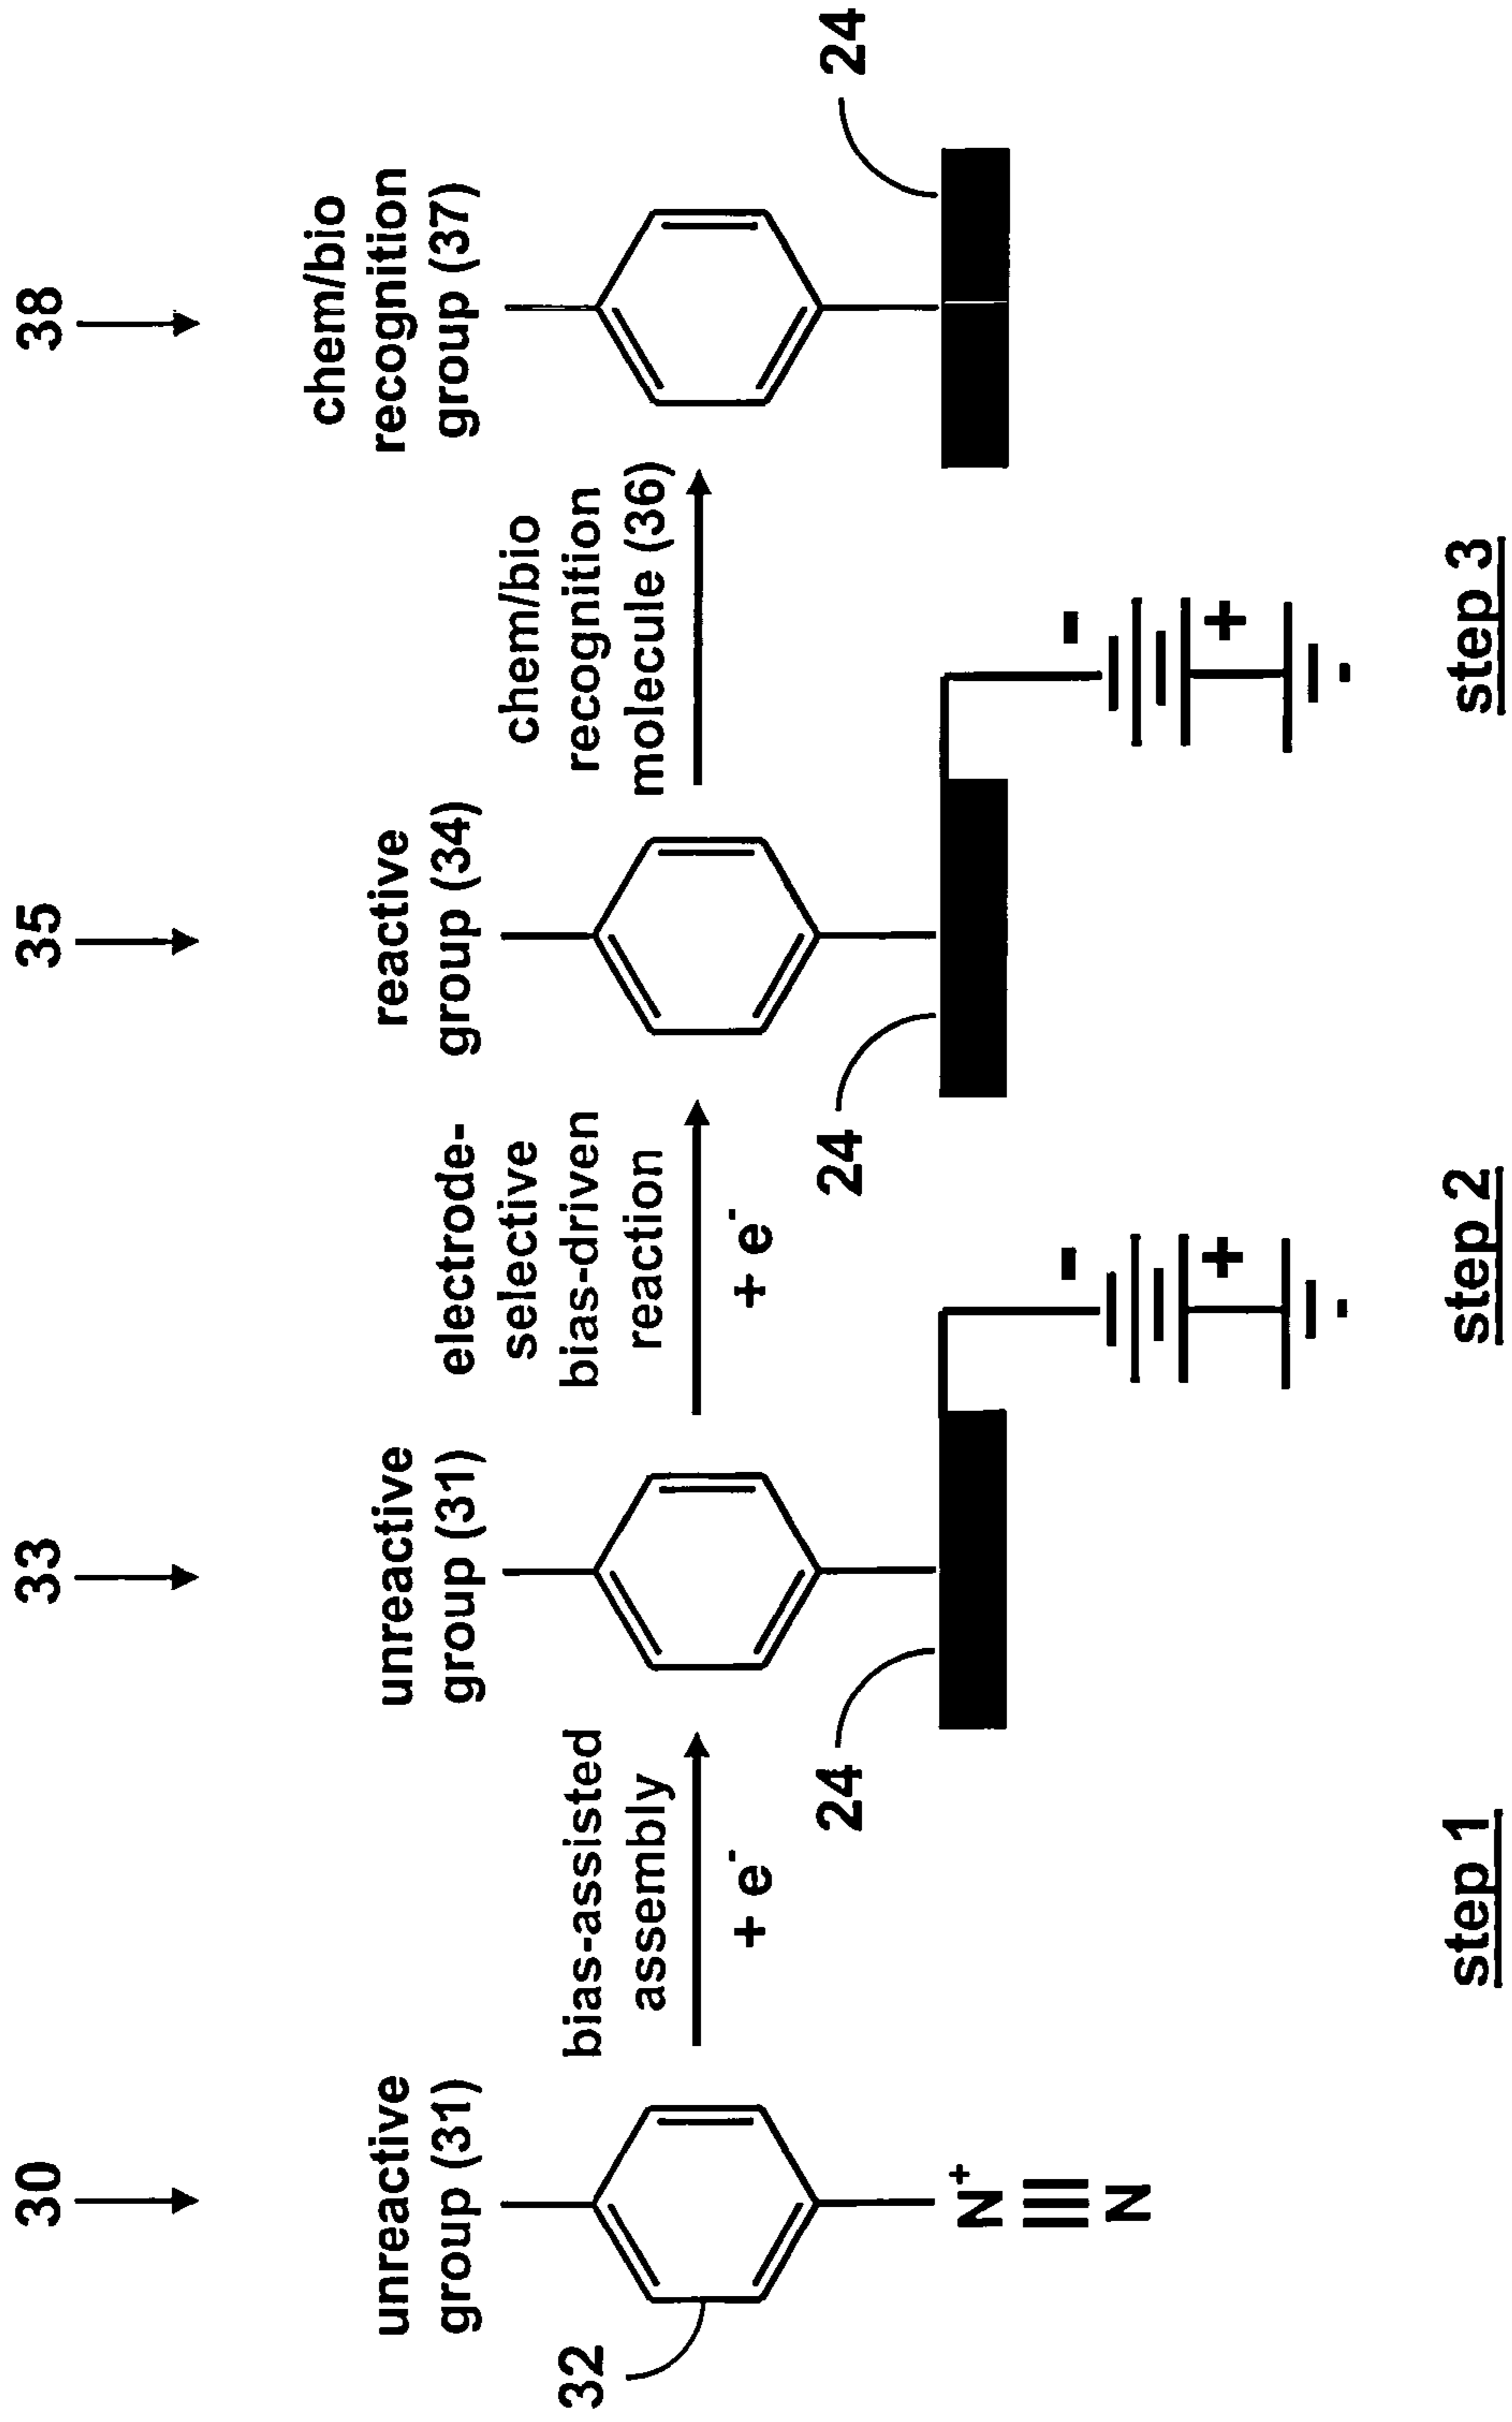 30
33
35
38
unreactive
group (31)
unreactive
group (31)
reactive
group (34)
chem/bio
recognition
group (37)
32
bias-assisted
assembly
+ e-
electrode-
selective
bias-driven
reaction
+ e-
chem/bio
recognition
molecule (36)
N+
N
24
24
24
-
+
-
-
+
-
step 1
step 2
step 3